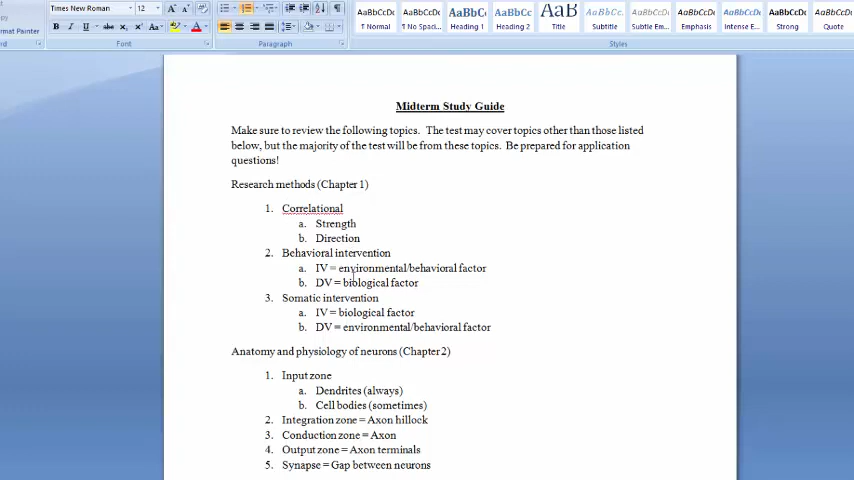 Times New Roman 12
Format Painter
Font
Paragraph
Styles
AaBbCcDc AaBbCcDc AaBbC AaBbCc AaB AaBbCc AaBbCcDc AaBbCcDc AaBbCcDc AaBbCcDc AaBbCcDc
¶ Normal ¶ No Spaci... Heading 1 Heading 2 Title Subtitle Subtle Em... Emphasis Intense E... Strong Quote
Midterm Study Guide
Make sure to review the following topics. The test may cover topics other than those listed
below, but the majority of the test will be from these topics. Be prepared for application
questions!
Research methods (Chapter 1)
1. Correlational
a. Strength
b. Direction
2. Behavioral intervention
a. IV = environmental/behavioral factor
b. DV = biological factor
3. Somatic intervention
a. IV = biological factor
b. DV = environmental/behavioral factor
Anatomy and physiology of neurons (Chapter 2)
1. Input zone
a. Dendrites (always)
b. Cell bodies (sometimes)
2. Integration zone = Axon hillock
3. Conduction zone = Axon
4. Output zone = Axon terminals
5. Synapse = Gap between neurons